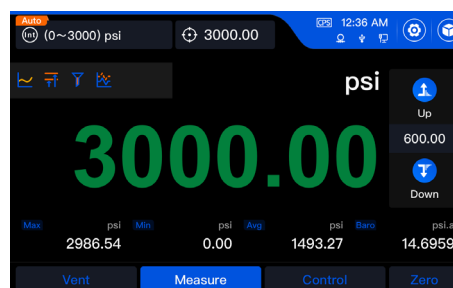 Auto
Int (0~3000) psi
3000.00
CPS 12:36 AM
psi
Up
3000.00
600.00
Down
Max psi Min psi Avg psi Baro psi.a
2986.54 0.00 1493.27 14.6959
Vent Measure Control Zero